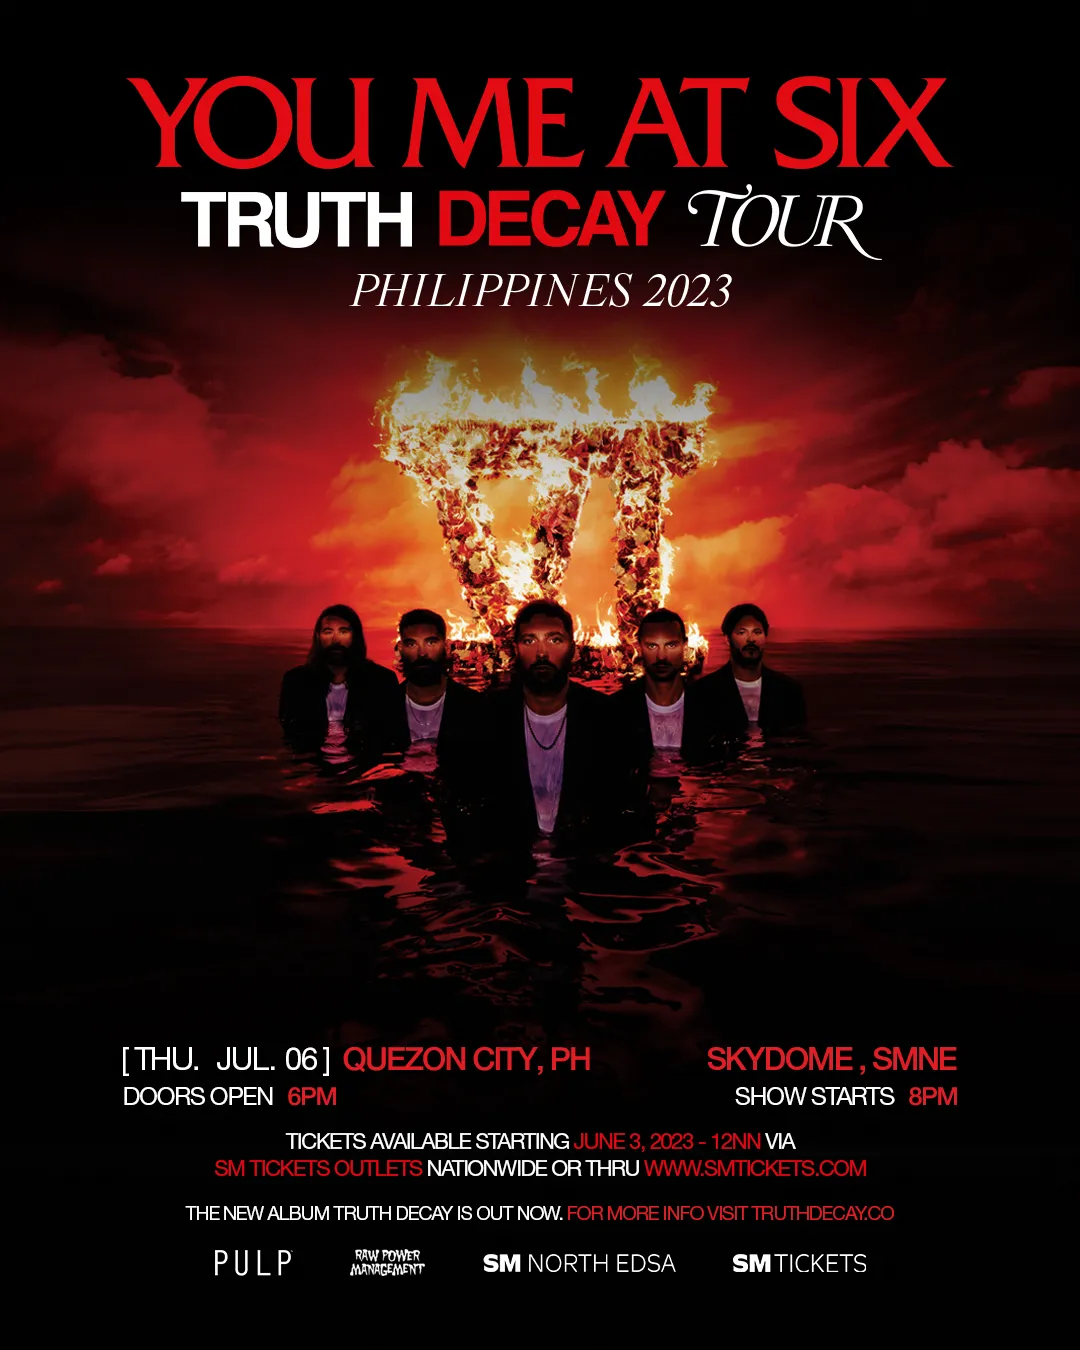 YOU ME AT SIX
TRUTH DECAY TOUR
PHILIPPINES 2023
VI
[ THU. JUL. 06 ] QUEZON CITY, PH
DOORS OPEN 6PM
SKYDOME , SMNE
SHOW STARTS 8PM
TICKETS AVAILABLE STARTING JUNE 3, 2023 - 12NN VIA
SM TICKETS OUTLETS NATIONWIDE OR THRU WWW.SMTICKETS.COM
THE NEW ALBUM TRUTH DECAY IS OUT NOW. FOR MORE INFO VISIT TRUTHDECAY.CO
PULP
RAW POWER
MANAGEMENT
SM NORTH EDSA
SM TICKETS